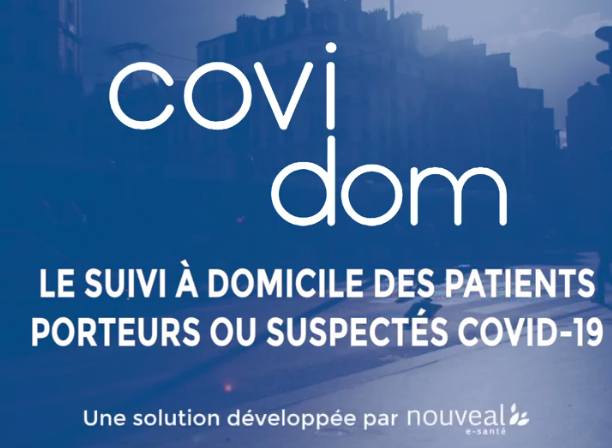 covi
dom
LE SUIVI À DOMICILE DES PATIENTS
PORTEURS OU SUSPECTÉS COVID-19
Une solution développée par nouveal
e-santé